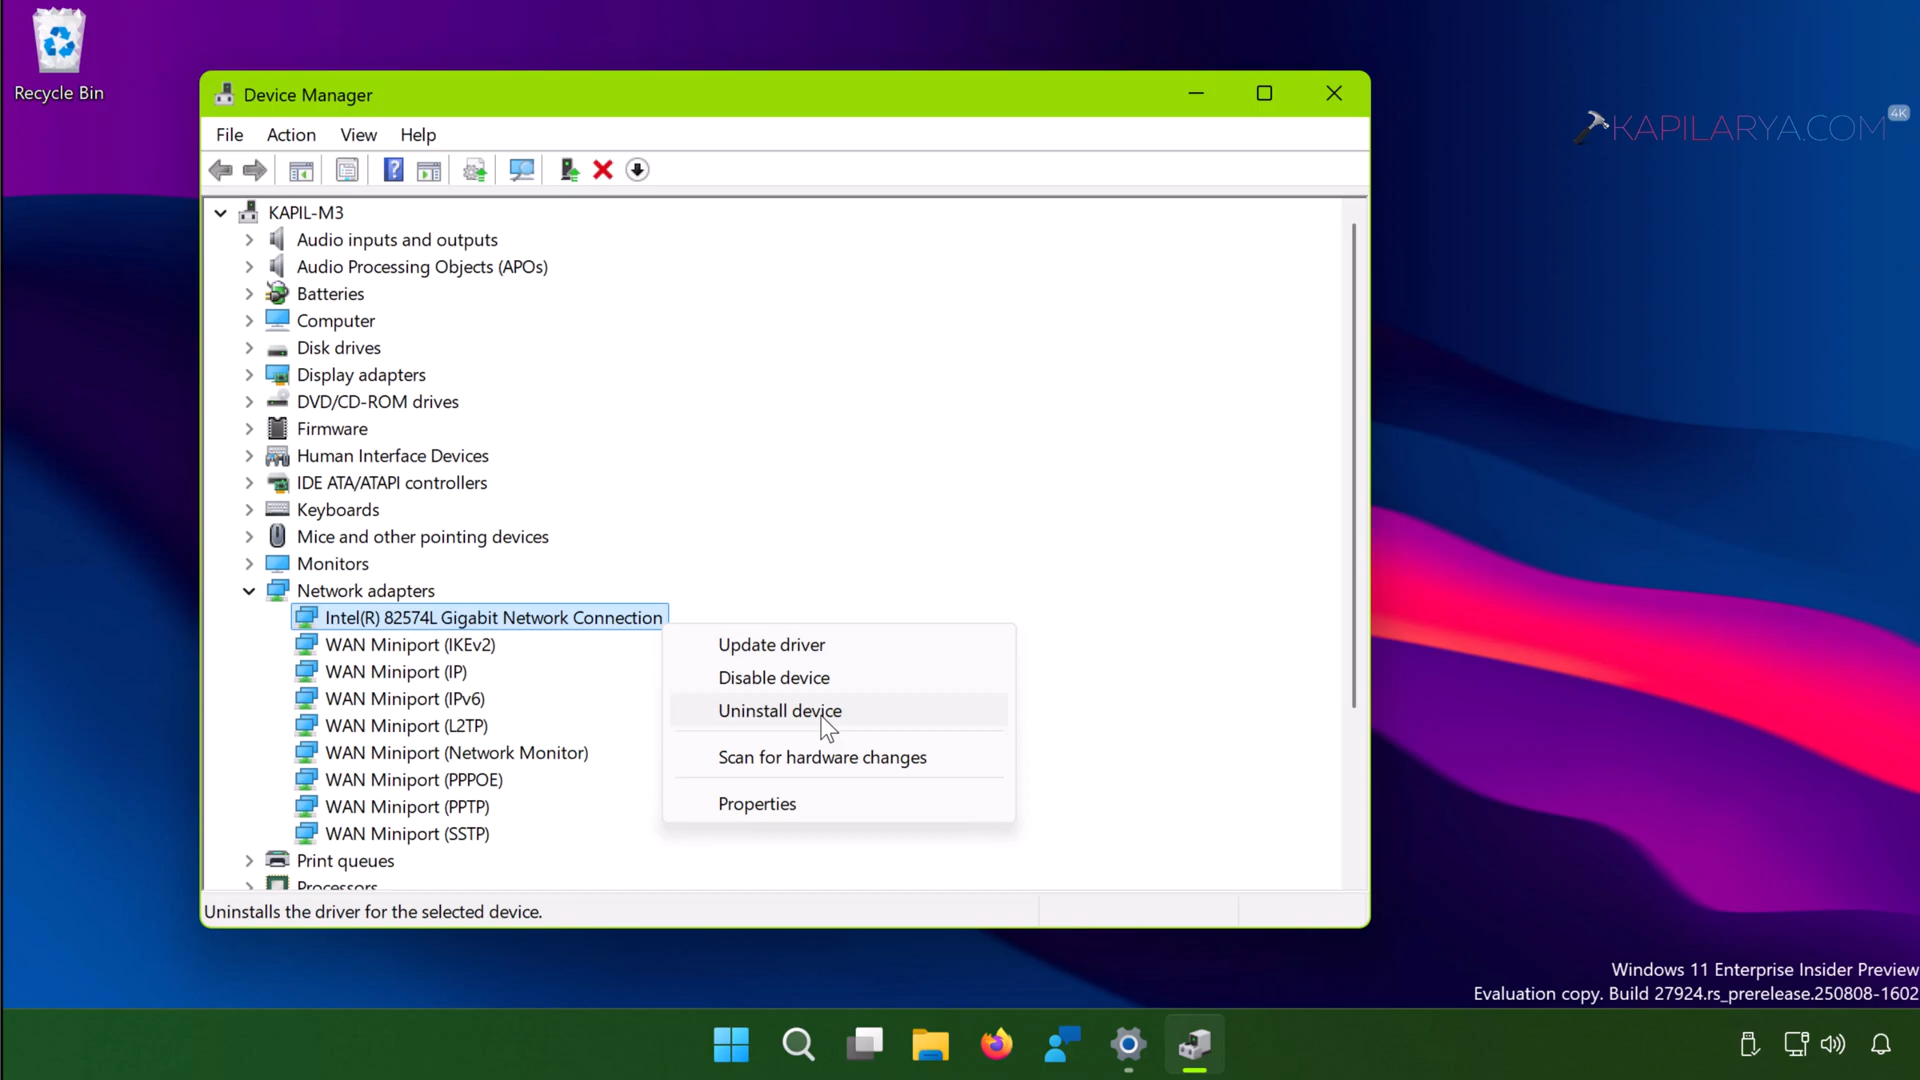 Recycle Bin
KAPILARYA.COM
4K
Device Manager
File Action View Help
KAPIL-M3
Audio inputs and outputs
Audio Processing Objects (APOs)
Batteries
Computer
Disk drives
Display adapters
DVD/CD-ROM drives
Firmware
Human Interface Devices
IDE ATA/ATAPI controllers
Keyboards
Mice and other pointing devices
Monitors
Network adapters
Intel(R) 82574L Gigabit Network Connection
WAN Miniport (IKEv2)
WAN Miniport (IP)
WAN Miniport (IPv6)
WAN Miniport (L2TP)
WAN Miniport (Network Monitor)
WAN Miniport (PPPOE)
WAN Miniport (PPTP)
WAN Miniport (SSTP)
Print queues
Processors
Update driver
Disable device
Uninstall device
Scan for hardware changes
Properties
Uninstalls the driver for the selected device.
Windows 11 Enterprise Insider Preview
Evaluation copy. Build 27924.rs_prerelease.250808-1602